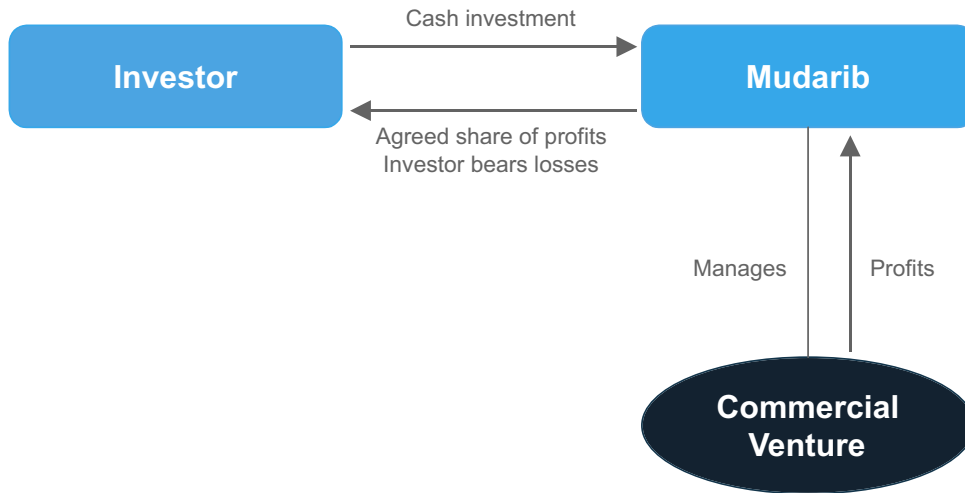 Cash investment
Investor
Mudarib
Agreed share of profits
Investor bears losses
Manages
Profits
Commercial
Venture